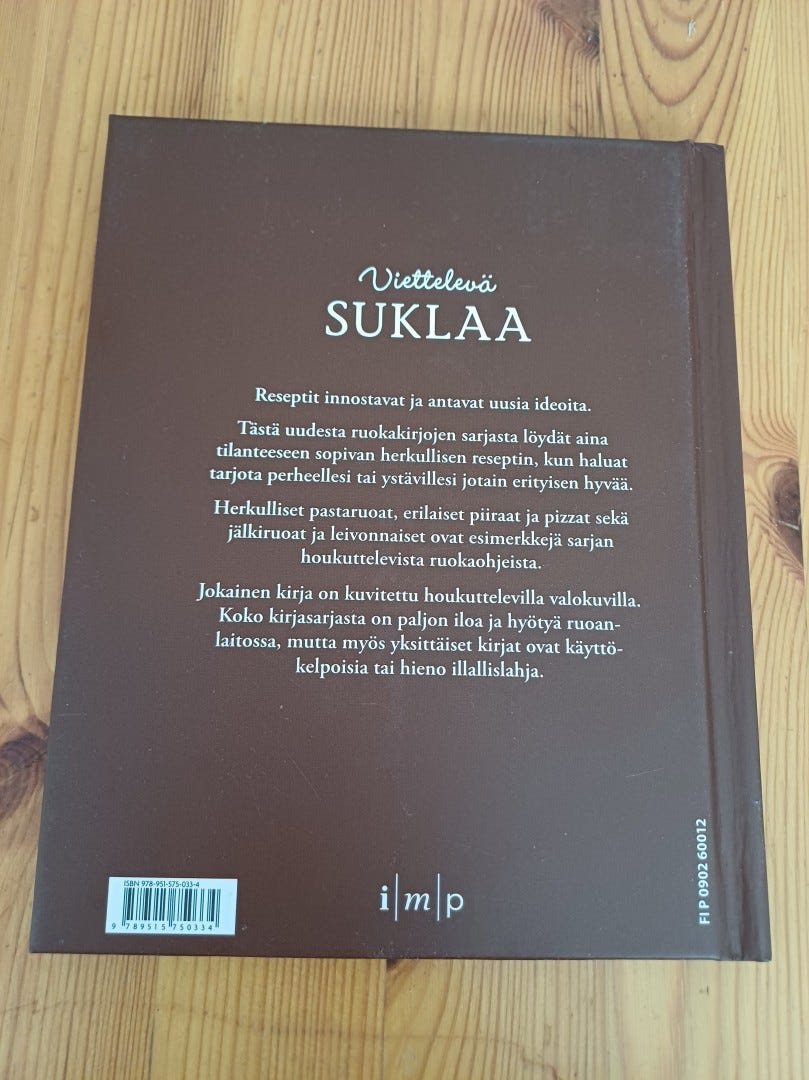 Viettelevä
SUKLAA
Reseptit innostavat ja antavat uusia ideoita.
Tästä uudesta ruokakirjojen sarjasta löydät aina
tilanteeseen sopivan herkullisen reseptin, kun haluat
tarjota perheellesi tai ystävillesi jotain erityisen hyvää.
Herkulliset pastaruoat, erilaiset piiraat ja pizzat sekä
jälkiruoat ja leivonnaiset ovat esimerkkejä sarjan
houkuttelevista ruokaohjeista.
Jokainen kirja on kuvitettu houkuttelevilla valokuvilla.
Koko kirjasarjasta on paljon iloa ja hyötyä ruoan-
laitossa, mutta myös yksittäiset kirjat ovat käyttö-
kelpoisia tai hieno illallislahja.
ISBN 978-951-575-033-4
9 789515 750334
i|m|p
FI P 0902 60012